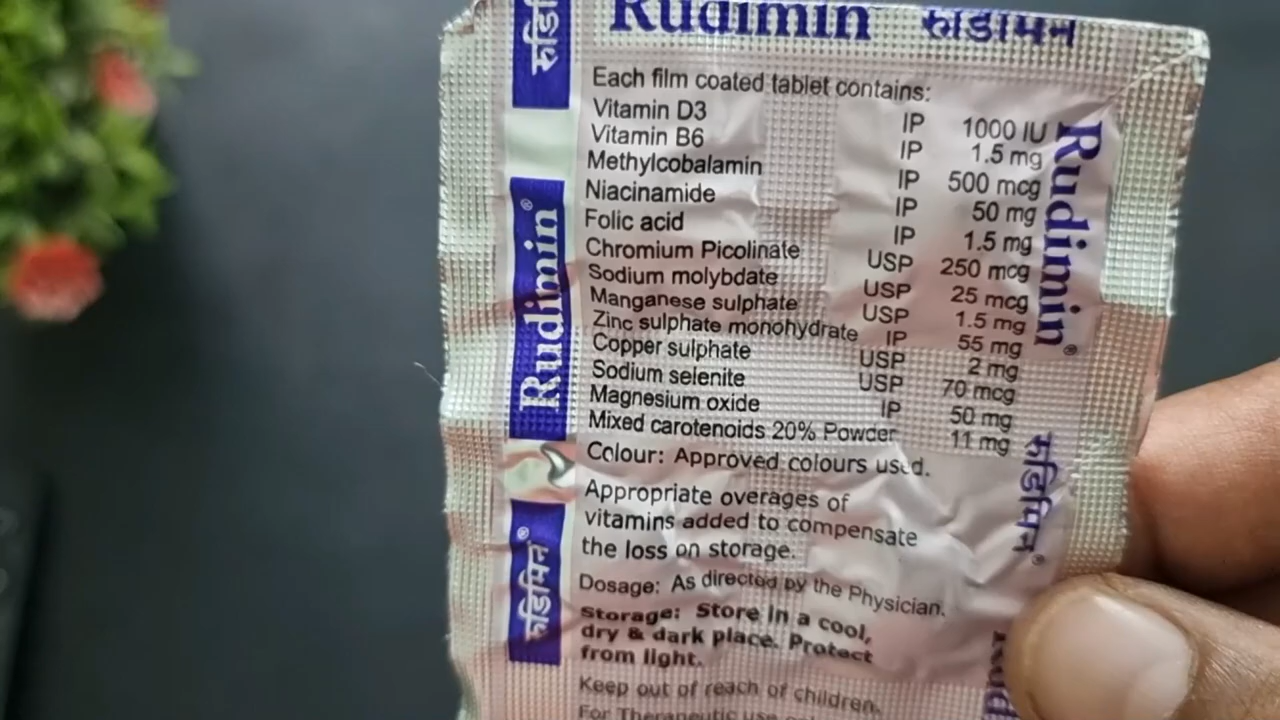 Rudimin रुडिमिन
Each film coated tablet contains:
Vitamin D3 IP 1000 IU
Vitamin B6 IP 1.5 mg
Methylcobalamin IP 500 mcg
Niacinamide IP 50 mg
Folic acid IP 1.5 mg
Chromium Picolinate USP 250 mcg
Sodium molybdate USP 25 mcg
Manganese sulphate USP 1.5 mg
Zinc sulphate monohydrate IP 55 mg
Copper sulphate USP 2 mg
Sodium selenite USP 70 mcg
Magnesium oxide IP 50 mg
Mixed carotenoids 20% Powder 11 mg
Colour: Approved colours used.
Appropriate overages of
vitamins added to compensate
the loss on storage.
Dosage: As directed by the Physician.
Storage: Store in a cool,
dry & dark place. Protect
from light.
Keep out of reach of children.
For Therapeutic use
रुडि
Rudimin®
रुडिमिन®
Rudimin®
रुडिमिन®